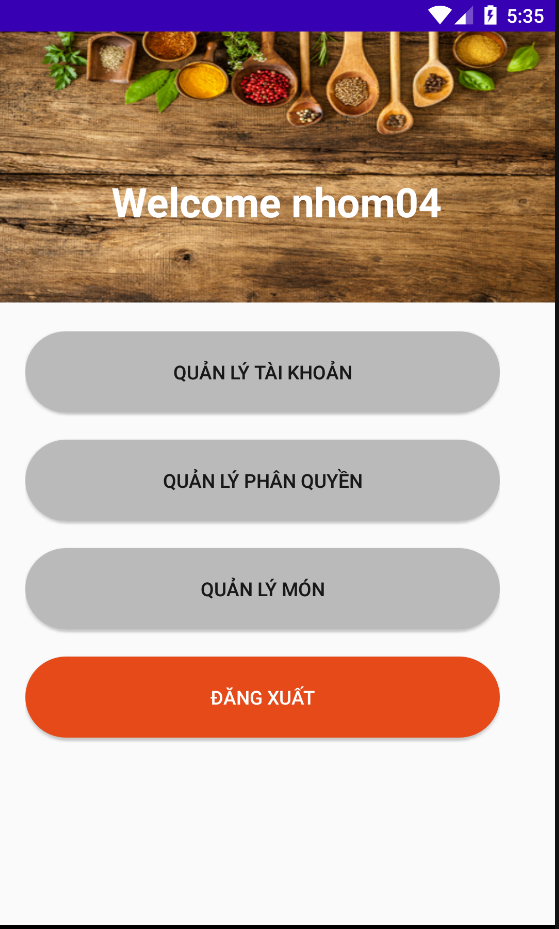 5:35
Welcome nhom04
QUẢN LÝ TÀI KHOẢN
QUẢN LÝ PHÂN QUYỀN
QUẢN LÝ MÓN
ĐĂNG XUẤT